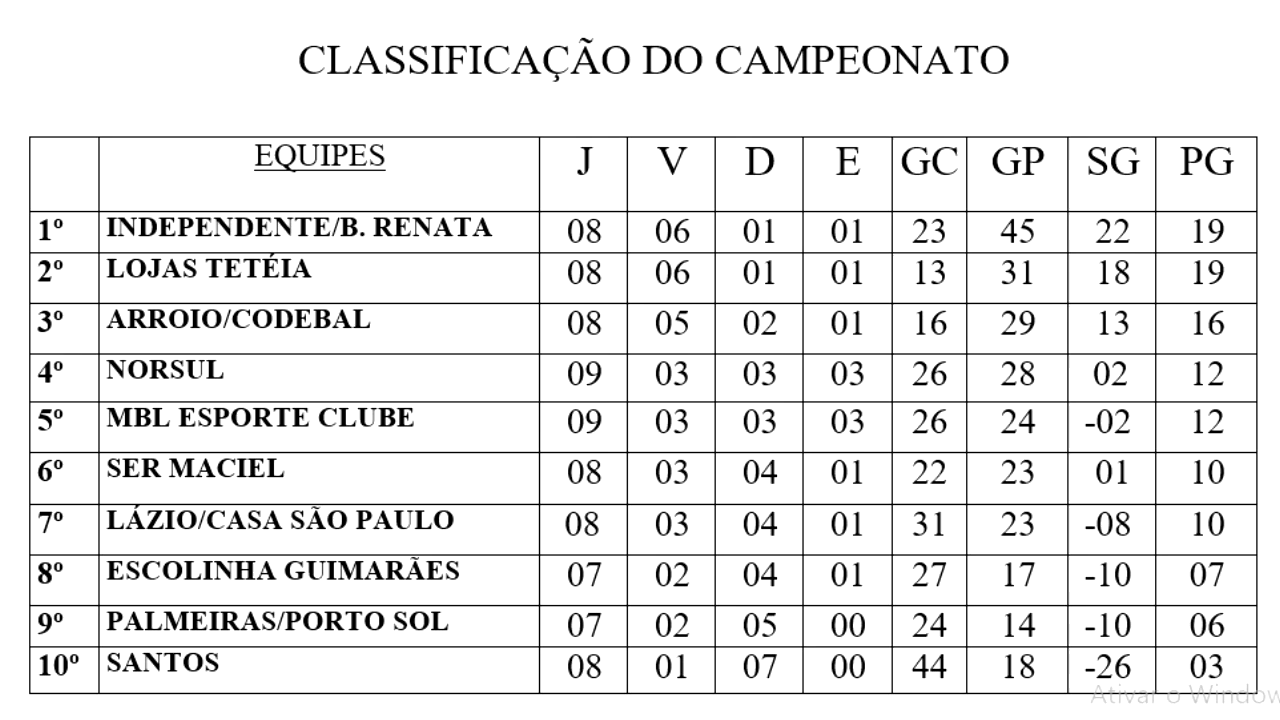 CLASSIFICAÇÃO DO CAMPEONATO
EQUIPES J V D E GC GP SG PG
1º INDEPENDENTE/B. RENATA 08 06 01 01 23 45 22 19
2º LOJAS TETÉIA 08 06 01 01 13 31 18 19
3º ARROIO/CODEBAL 08 05 02 01 16 29 13 16
4º NORSUL 09 03 03 03 26 28 02 12
5º MBL ESPORTE CLUBE 09 03 03 03 26 24 -02 12
6º SER MACIEL 08 03 04 01 22 23 01 10
7º LÁZIO/CASA SÃO PAULO 08 03 04 01 31 23 -08 10
8º ESCOLINHA GUIMARÃES 07 02 04 01 27 17 -10 07
9º PALMEIRAS/PORTO SOL 07 02 05 00 24 14 -10 06
10º SANTOS 08 01 07 00 44 18 -26 03
Ativar o Window